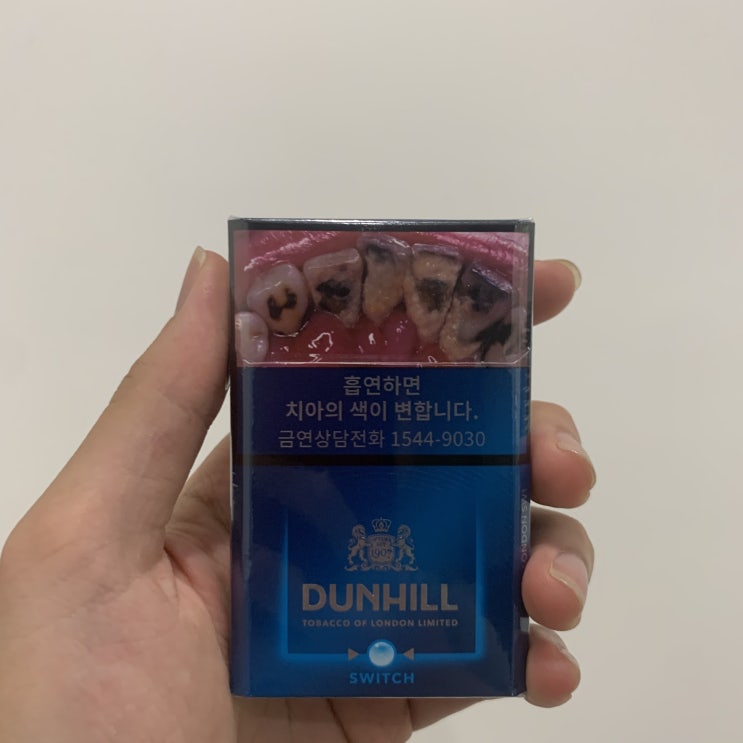 흡연하면
치아의 색이 변합니다.
금연상담전화 1544-9030
1907
DUNHILL
TOBACCO OF LONDON LIMITED
SWITCH